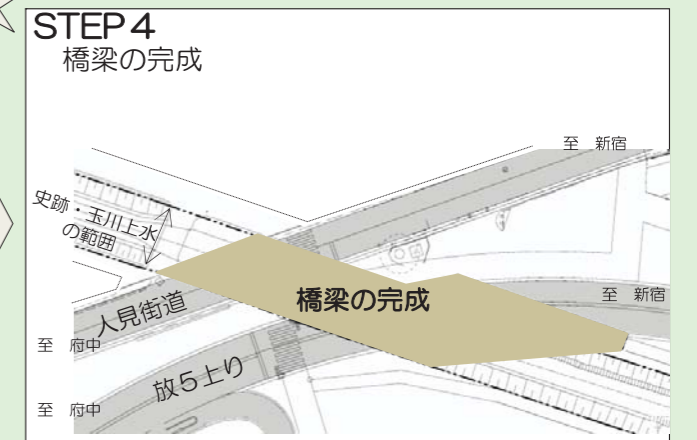 STEP４
橋梁の完成
至　新宿
史跡・玉川上水
の範囲
橋梁の完成
至　新宿
人見街道
至　府中
放５上り
至　府中